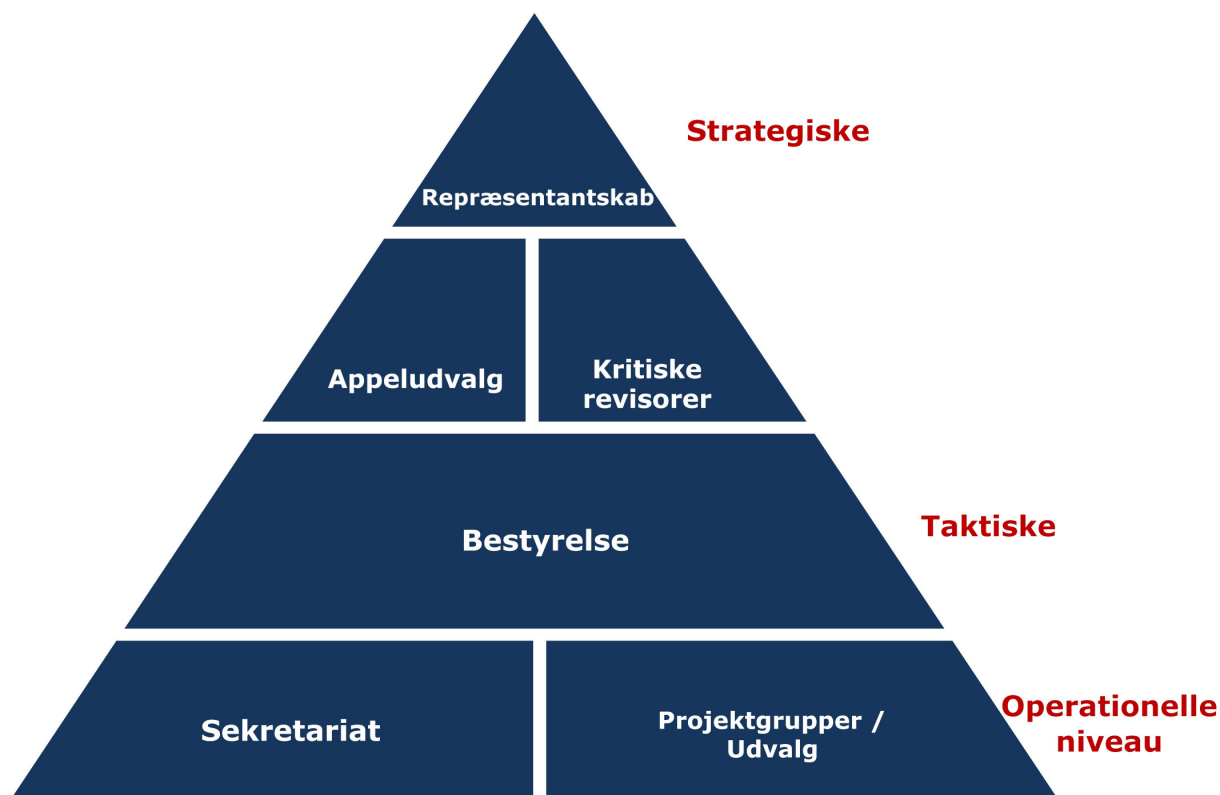 Strategiske
Repræsentantskab
Appeludvalg
Kritiske
revisorer
Taktiske
Bestyrelse
Operationelle
niveau
Sekretariat
Projektgrupper /
Udvalg